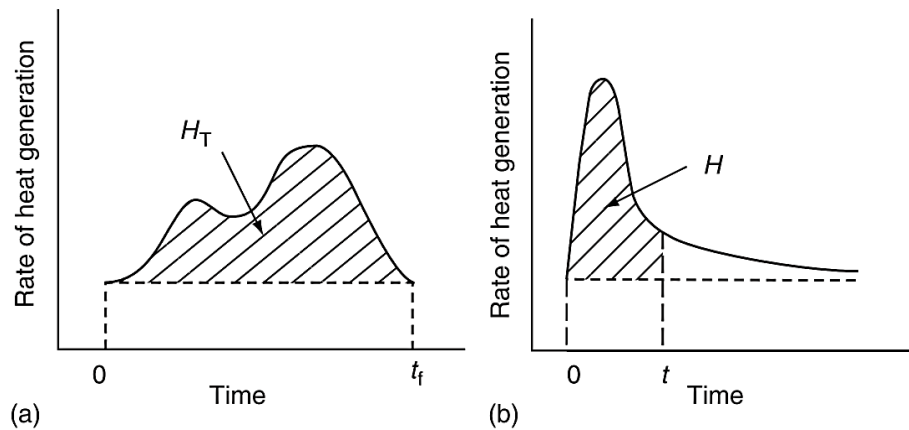 Rate of heat generation
H_T
0
t_f
Time
(a)
Rate of heat generation
H
0
t
Time
(b)